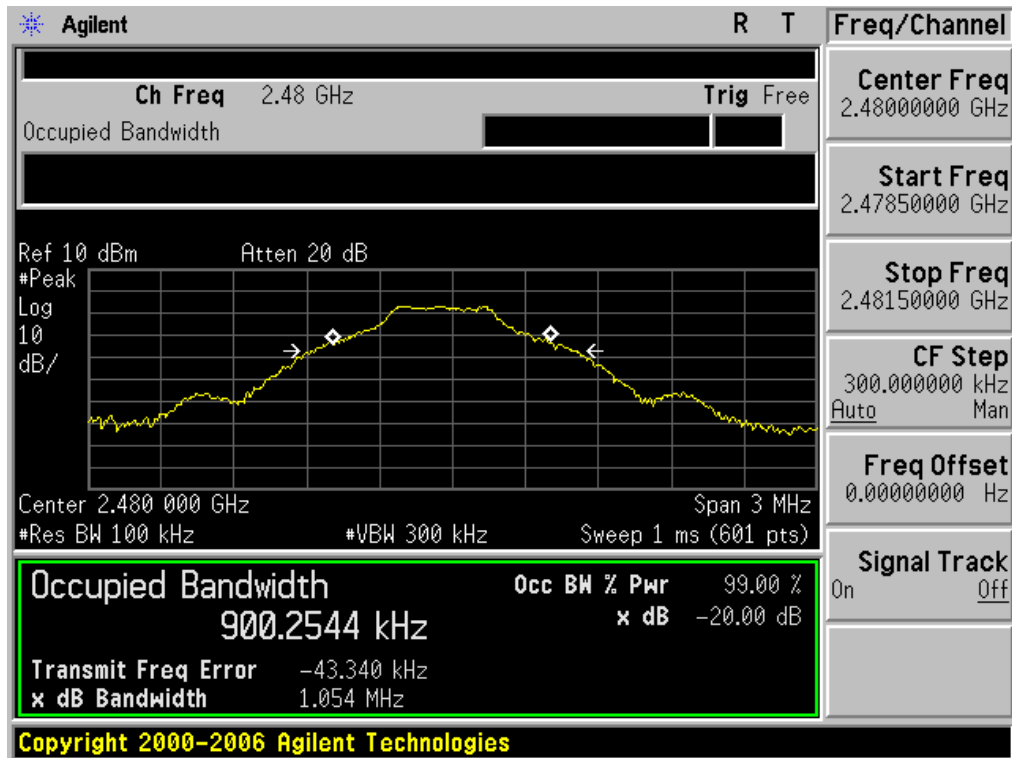 Agilent R T Freq/Channel
Ch Freq 2.48 GHz Trig Free
Occupied Bandwidth
Center Freq
2.48000000 GHz
Start Freq
2.47850000 GHz
Stop Freq
2.48150000 GHz
CF Step
300.000000 kHz
Auto Man
Freq Offset
0.00000000 Hz
Signal Track
On Off
Ref 10 dBm Atten 20 dB
#Peak
Log
10
dB/
Center 2.480 000 GHz Span 3 MHz
#Res BW 100 kHz #VBW 300 kHz Sweep 1 ms (601 pts)
Occupied Bandwidth Occ BW % Pwr 99.00 %
900.2544 kHz x dB -20.00 dB
Transmit Freq Error -43.340 kHz
x dB Bandwidth 1.054 MHz
Copyright 2000-2006 Agilent Technologies